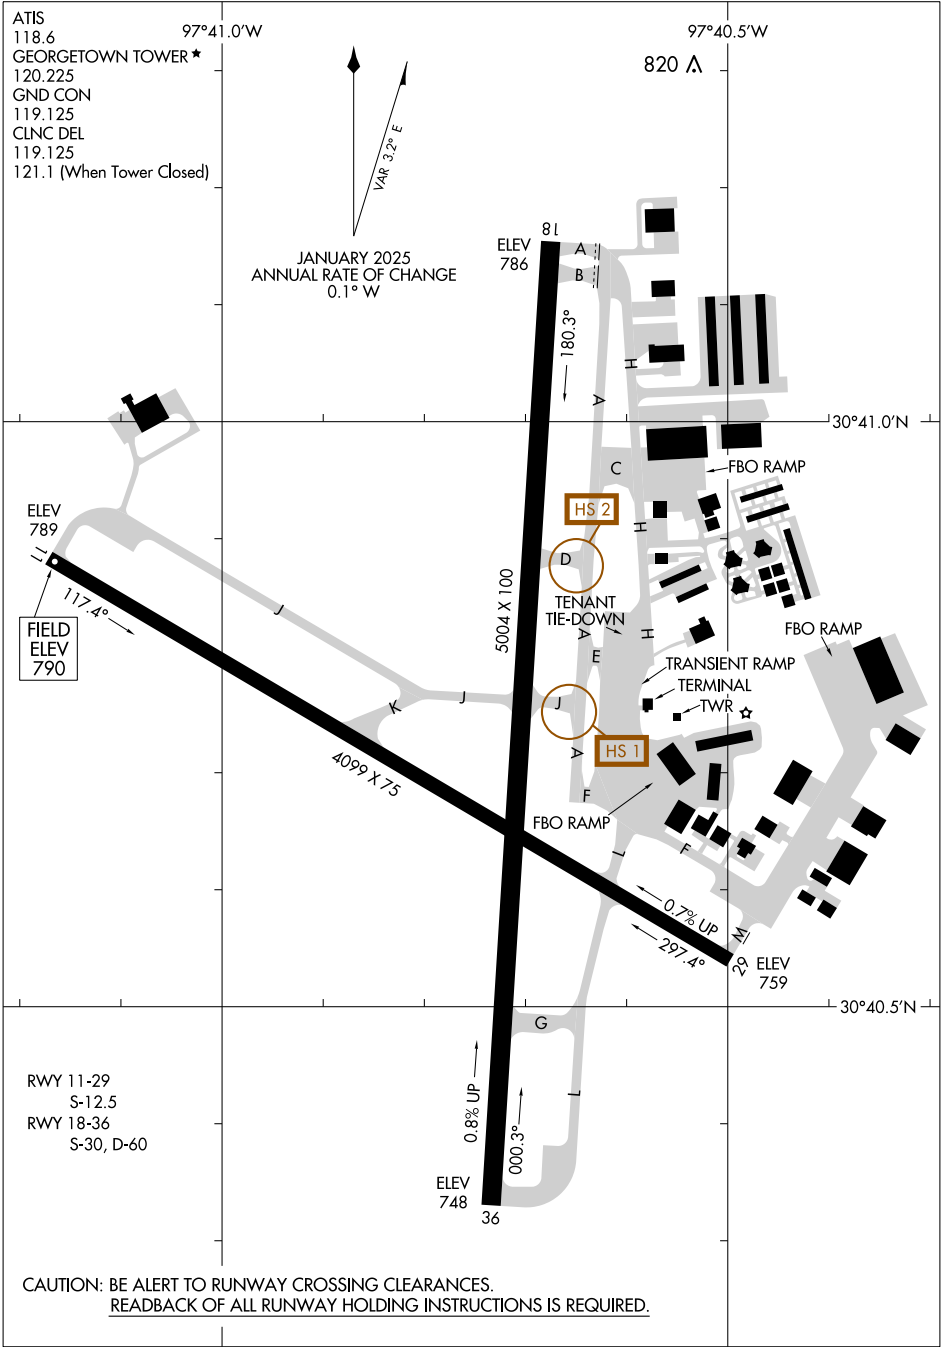 ATIS
118.6
GEORGETOWN TOWER ★
120.225
GND CON
119.125
CLNC DEL
119.125
121.1 (When Tower Closed)
97°41.0'W
97°40.5'W
820
VAR 3.2° E
JANUARY 2025
ANNUAL RATE OF CHANGE
0.1° W
18
ELEV
786
A
B
180.3°
H
A
30°41.0'N
C
FBO RAMP
HS 2
H
ELEV
789
11
D
5004 X 100
117.4°
FIELD
ELEV
790
J
TENANT
TIE-DOWN
A
H
E
FBO RAMP
TRANSIENT RAMP
TERMINAL
TWR
K
J
J
HS 1
A
4099 X 75
F
FBO RAMP
L
F
0.7% UP
297.4°
M
29
ELEV
759
30°40.5'N
G
RWY 11-29
S-12.5
RWY 18-36
S-30, D-60
0.8% UP
000.3°
L
ELEV
748
36
CAUTION: BE ALERT TO RUNWAY CROSSING CLEARANCES.
READBACK OF ALL RUNWAY HOLDING INSTRUCTIONS IS REQUIRED.